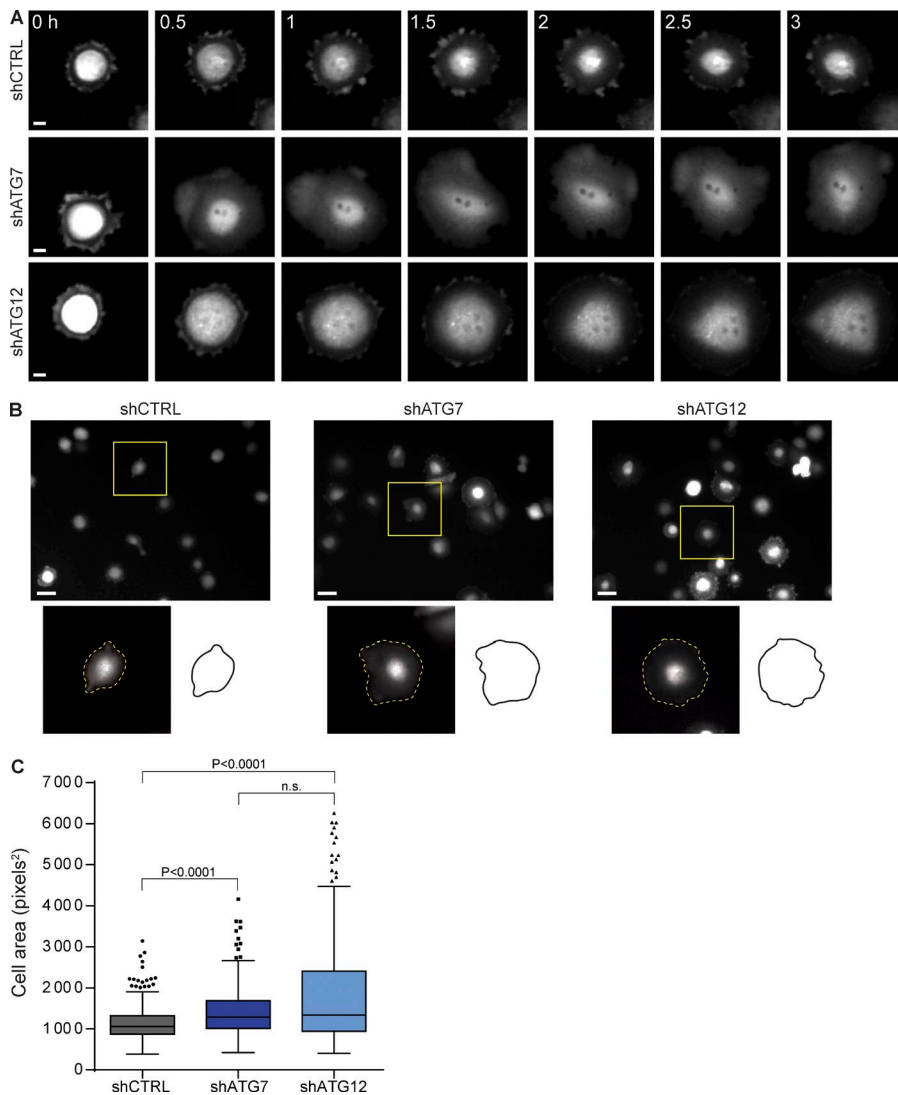 A
0 h 0.5 1 1.5 2 2.5 3
shCTRL
shATG7
shATG12
B
shCTRL shATG7 shATG12
C
P<0.0001
n.s.
P<0.0001
Cell area (pixels²)
7000
6000
5000
4000
3000
2000
1000
0
shCTRL shATG7 shATG12